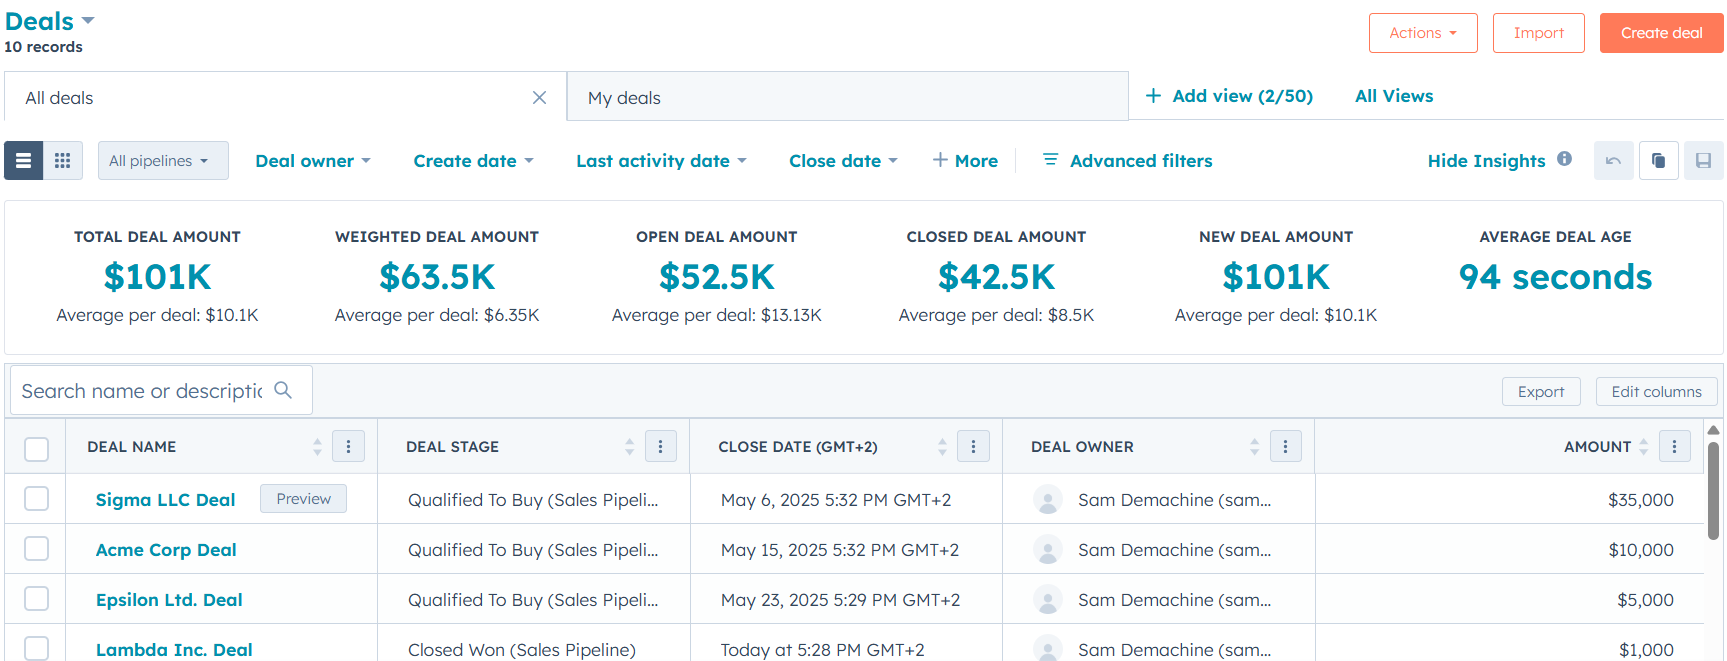 Deals
10 records
Actions
Import
Create deal
All deals
My deals
Add view (2/50)
All Views
All pipelines
Deal owner
Create date
Last activity date
Close date
More
Advanced filters
Hide Insights
TOTAL DEAL AMOUNT
$101K
Average per deal: $10.1K
WEIGHTED DEAL AMOUNT
$63.5K
Average per deal: $6.35K
OPEN DEAL AMOUNT
$52.5K
Average per deal: $13.13K
CLOSED DEAL AMOUNT
$42.5K
Average per deal: $8.5K
NEW DEAL AMOUNT
$101K
Average per deal: $10.1K
AVERAGE DEAL AGE
94 seconds
Search name or descriptic
Export
Edit columns
DEAL NAME DEAL STAGE CLOSE DATE (GMT+2) DEAL OWNER AMOUNT
Sigma LLC Deal Preview Qualified To Buy (Sales Pipeli... May 6, 2025 5:32 PM GMT+2 Sam Demachine (sam... $35,000
Acme Corp Deal Qualified To Buy (Sales Pipeli... May 15, 2025 5:32 PM GMT+2 Sam Demachine (sam... $10,000
Epsilon Ltd. Deal Qualified To Buy (Sales Pipeli... May 23, 2025 5:29 PM GMT+2 Sam Demachine (sam... $5,000
Lambda Inc. Deal Closed Won (Sales Pipeline) Today at 5:28 PM GMT+2 Sam Demachine (sam... $1,000